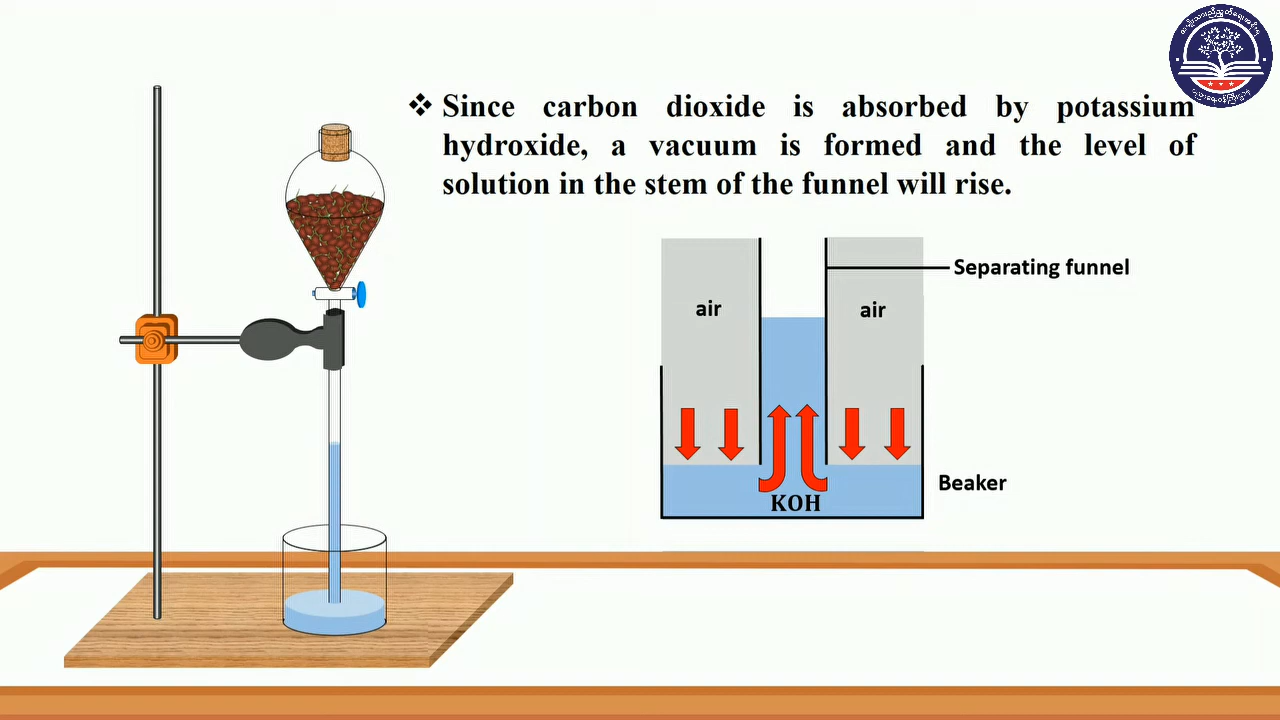 ❖ Since carbon dioxide is absorbed by potassium
hydroxide, a vacuum is formed and the level of
solution in the stem of the funnel will rise.
Separating funnel
air
air
Beaker
KOH